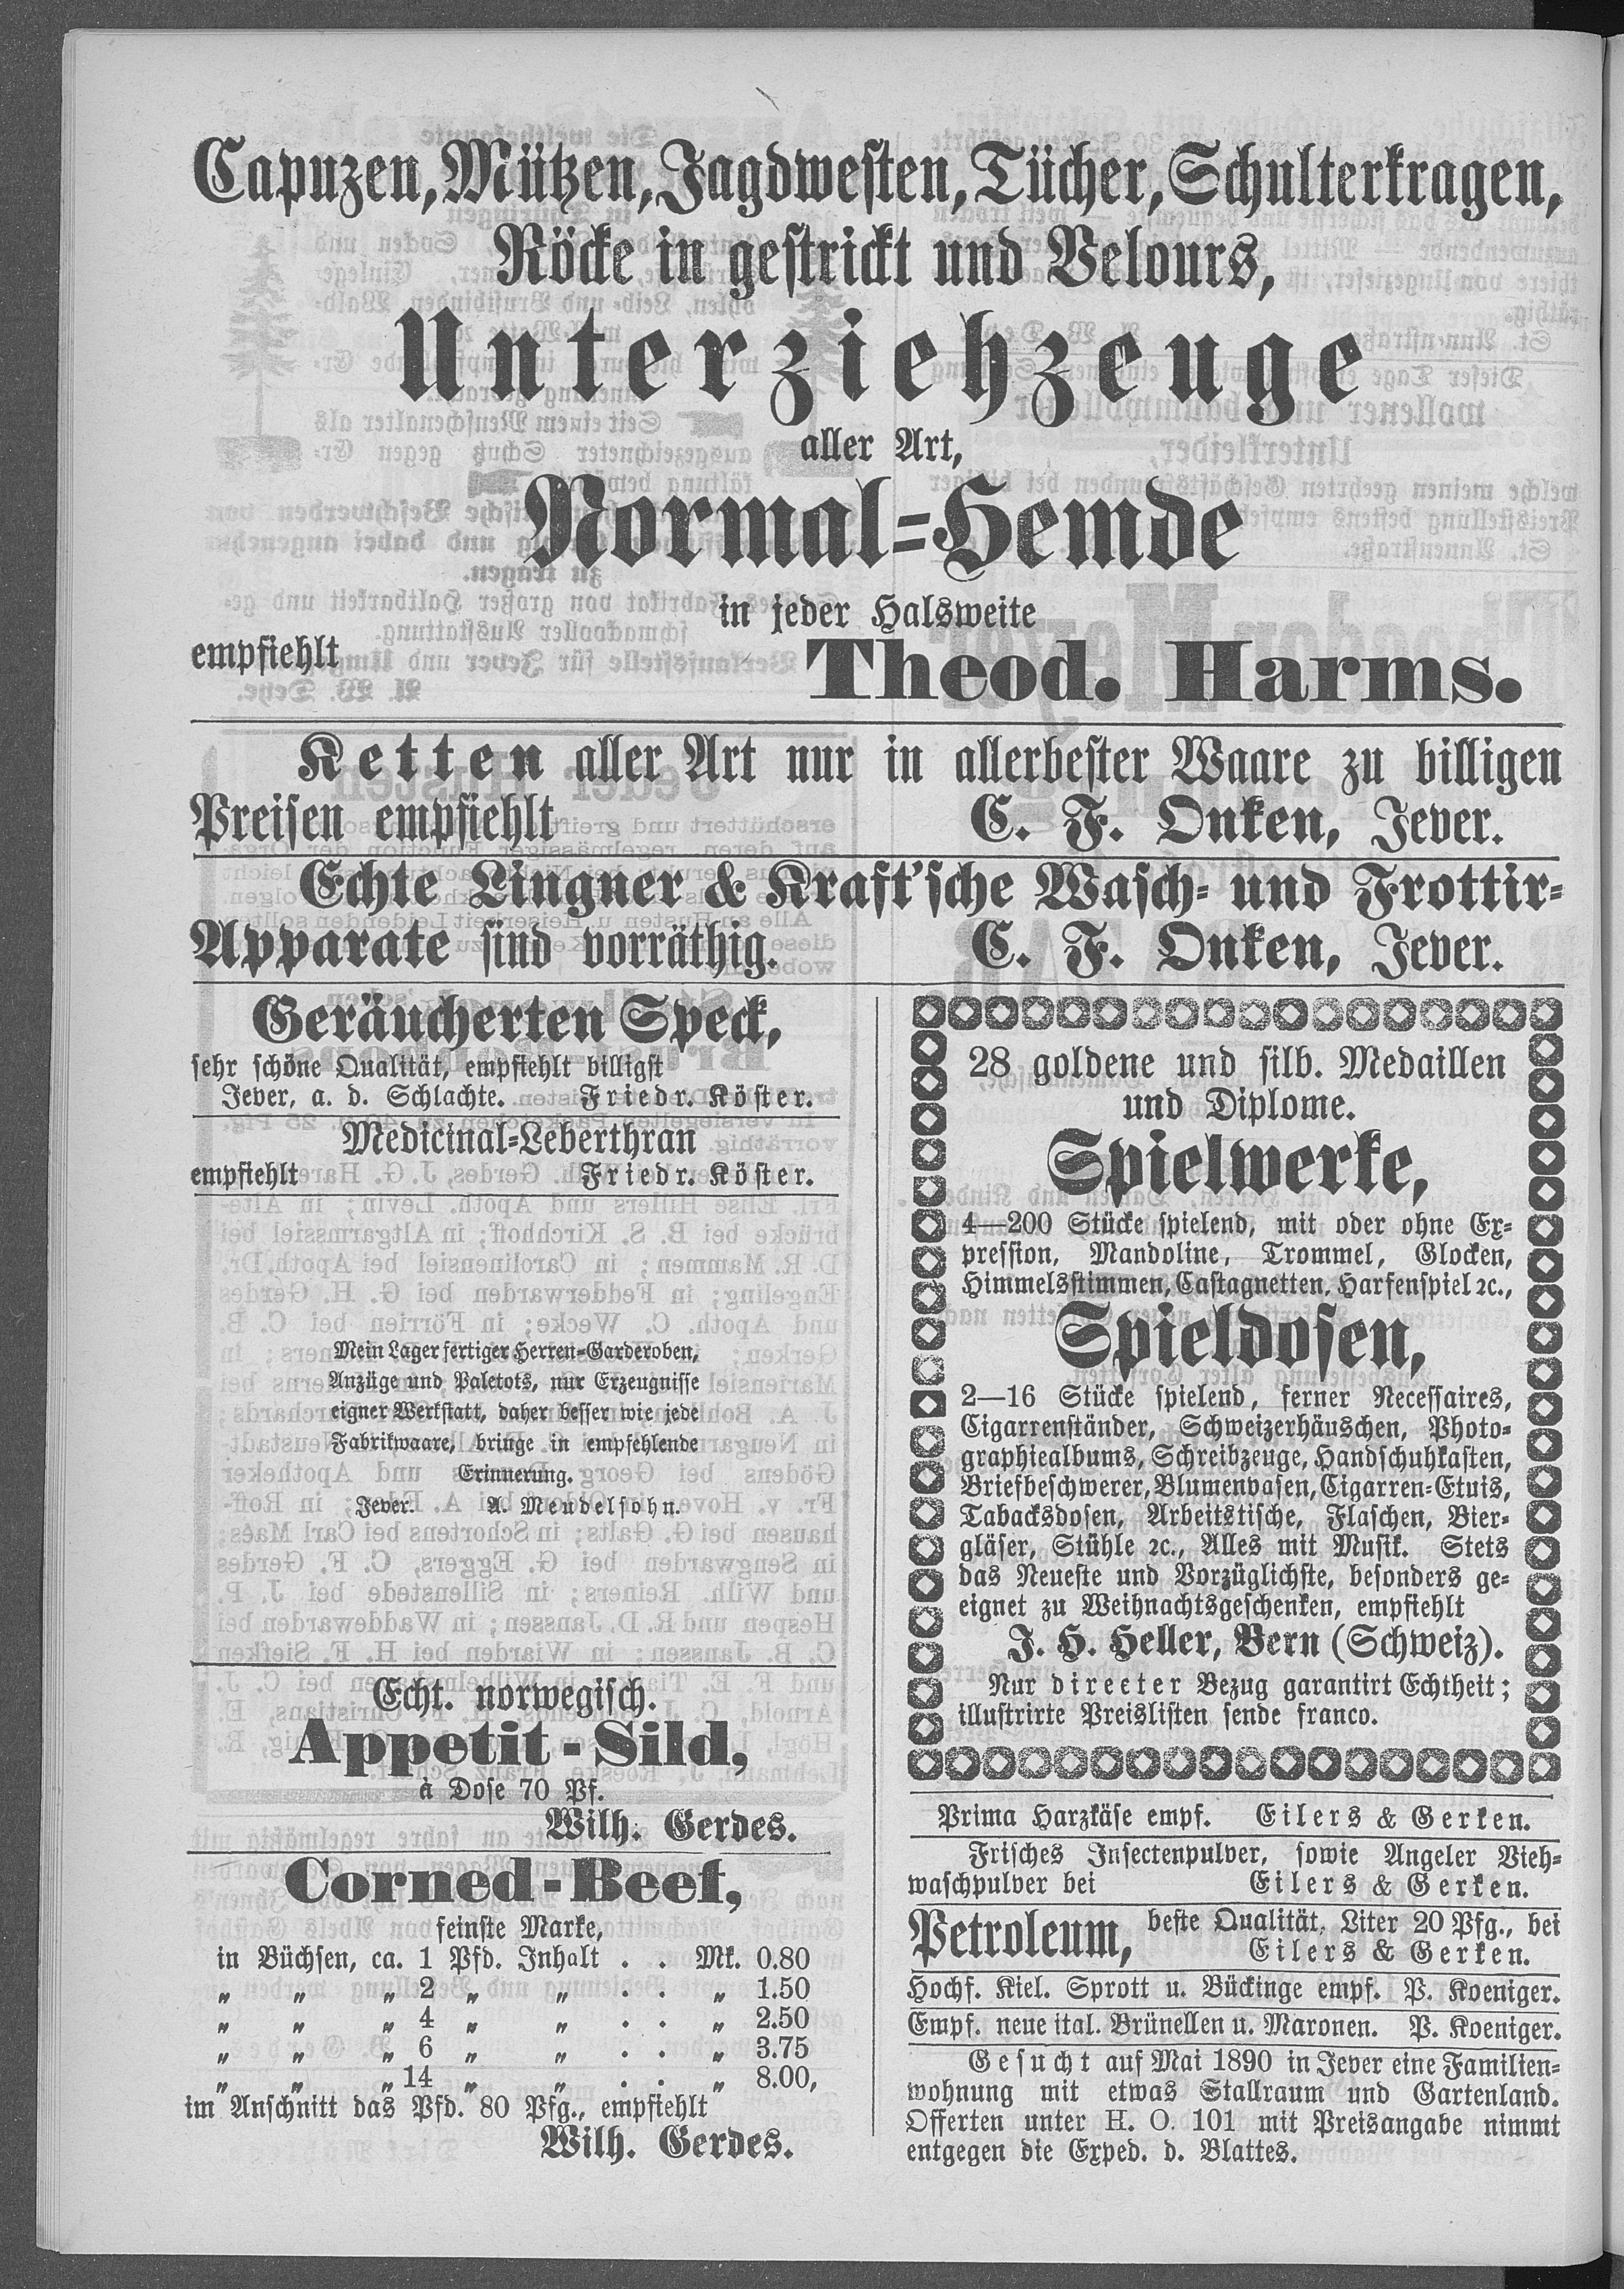 Capuzen, Mützen, Jagdwesten, Tücher, Schulterkragen,
Röcke in gestrickt und Velours,
Unterziehzeuge
aller Art,
Normal-Hemde
in jeder Halsweite
empfiehlt Theod. Harms.
Ketten aller Art nur in allerbester Waare zu billigen
Preisen empfiehlt C. F. Onken, Jever.
Echte Lingner & Kraft'sche Wasch- und Frottir-
Apparate sind vorräthig. C. F. Onken, Jever.
Geräucherten Speck,
sehr schöne Qualität, empfiehlt billigst
Jever, a. d. Schlachte. Friedr. Köster.
Medicinal-Leberthran
empfiehlt Friedr. Köster.
Mein Lager fertiger Herren-Garderoben,
Anzüge und Paletots, nur Erzeugnisse
eigner Werkstatt, daher besser wie jede
Fabrikwaare, bringe in empfehlende
Erinnerung.
Jever. A. Mendelsohn.
Echt. norwegisch.
Appetit-Sild,
à Dose 70 Pf.
Wilh. Gerdes.
Corned-Beef,
feinste Marke,
in Büchsen, ca. 1 Pfd. Inhalt . . Mk. 0.80
„ „ „ 2 „ „ . . „ 1.50
„ „ „ 4 „ „ . . „ 2.50
„ „ „ 6 „ „ . . „ 3.75
„ „ „ 14 „ „ . . „ 8.00,
im Anschnitt das Pfd. 80 Pfg., empfiehlt
Wilh. Gerdes.
28 goldene und silb. Medaillen
und Diplome.
Spielwerke,
4—200 Stücke spielend, mit oder ohne Ex-
pression, Mandoline, Trommel, Glocken,
Himmelsstimmen, Castagnetten, Harfenspiel ꝛc.,
Spieldosen,
2—16 Stücke spielend, ferner Necessaires,
Cigarrenständer, Schweizerhäuschen, Photo-
graphiealbums, Schreibzeuge, Handschuhkasten,
Briefbeschwerer, Blumenvasen, Cigarren-Etuis,
Tabacksdosen, Arbeitstische, Flaschen, Bier-
gläser, Stühle ꝛc., Alles mit Musik. Stets
das Neueste und Vorzüglichste, besonders ge-
eignet zu Weihnachtsgeschenken, empfiehlt
J. H. Heller, Bern (Schweiz).
Nur directer Bezug garantirt Echtheit;
illustrirte Preislisten sende franco.
Prima Harzkäse empf. Eilers & Gerken.
Frisches Insectenpulver, sowie Angeler Vieh-
waschpulver bei Eilers & Gerken.
Petroleum, beste Qualität, Liter 20 Pfg., bei
Eilers & Gerken.
Hochf. Kiel. Sprott u. Bückinge empf. P. Koeniger.
Empf. neue ital. Brünellen u. Maronen. P. Koeniger.
Gesucht auf Mai 1890 in Jever eine Familien-
wohnung mit etwas Stallraum und Gartenland.
Offerten unter H. O. 101 mit Preisangabe nimmt
entgegen die Exped. d. Blattes.